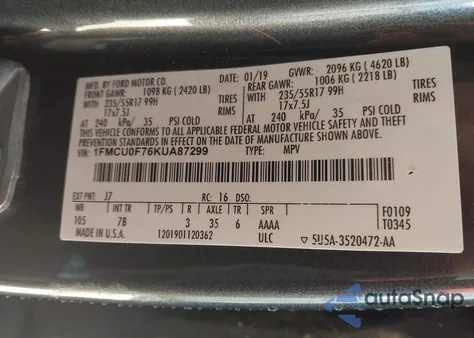 MFD. BY FORD MOTOR CO.
DATE: 01/19 GVWR: 2096 KG ( 4620 LB)
FRONT GAWR: 1098 KG ( 2420 LB) REAR GAWR: 1006 KG ( 2218 LB)
WITH 235/55R17 99H TIRES WITH 235/55R17 99H TIRES
17x7.5J RIMS 17x7.5J RIMS
AT 240 kPa/ 35 PSI COLD AT 240 kPa/ 35 PSI COLD
THIS VEHICLE CONFORMS TO ALL APPLICABLE FEDERAL MOTOR VEHICLE SAFETY AND THEFT PREVENTION STANDARDS IN EFFECT ON THE DATE OF MANUFACTURE SHOWN ABOVE.
VIN: 1FMCU0F76KUA87299 TYPE: MPV
EXT PNT: J7 RC: 16 DSO: F0109
WB INT TR TP/PS R AXLE TR SPR T0345
105 7B 3 35 6 AAAA
MADE IN U.S.A. 1201901120362 ULC 5U5A-3520472-AA
autoSnap